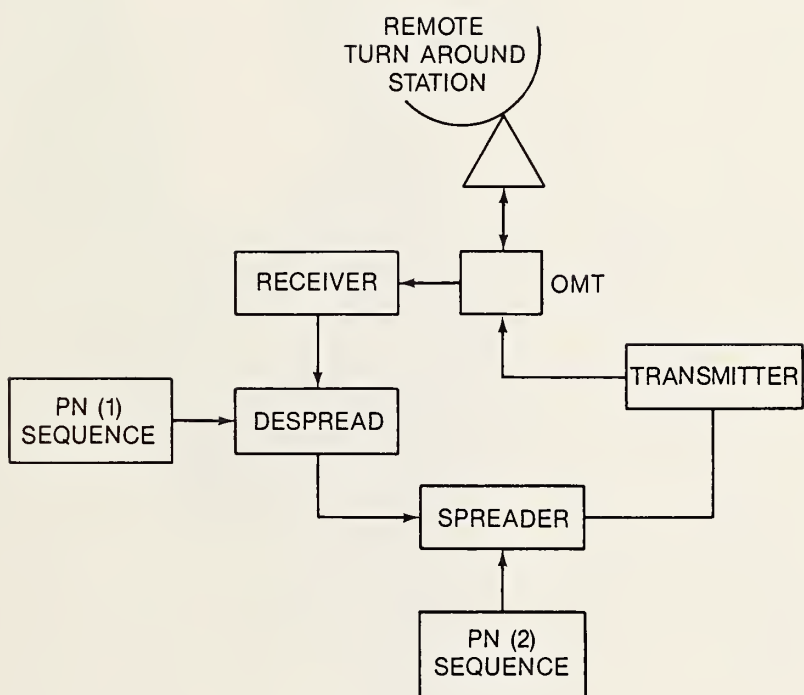 REMOTE
TURN AROUND
STATION
RECEIVER
OMT
TRANSMITTER
PN (1)
SEQUENCE
DESPREAD
SPREADER
PN (2)
SEQUENCE